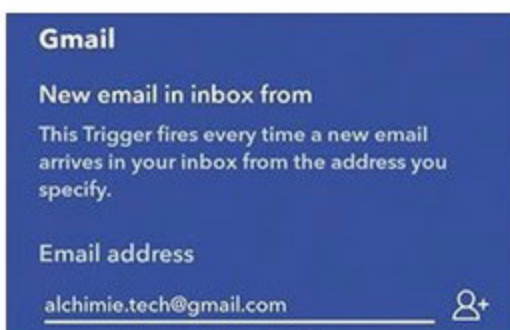 Gmail
New email in inbox from
This Trigger fires every time a new email
arrives in your inbox from the address you
specify.
Email address
alchimie.tech@gmail.com